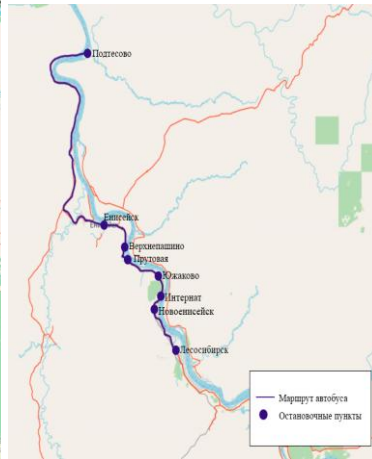 Подтесово
Енисейск
Верхнепашино
Прутовая
Южаково
Интернат
Новоенисейск
Лесосибирск
Маршрут автобуса
Остановочные пункты